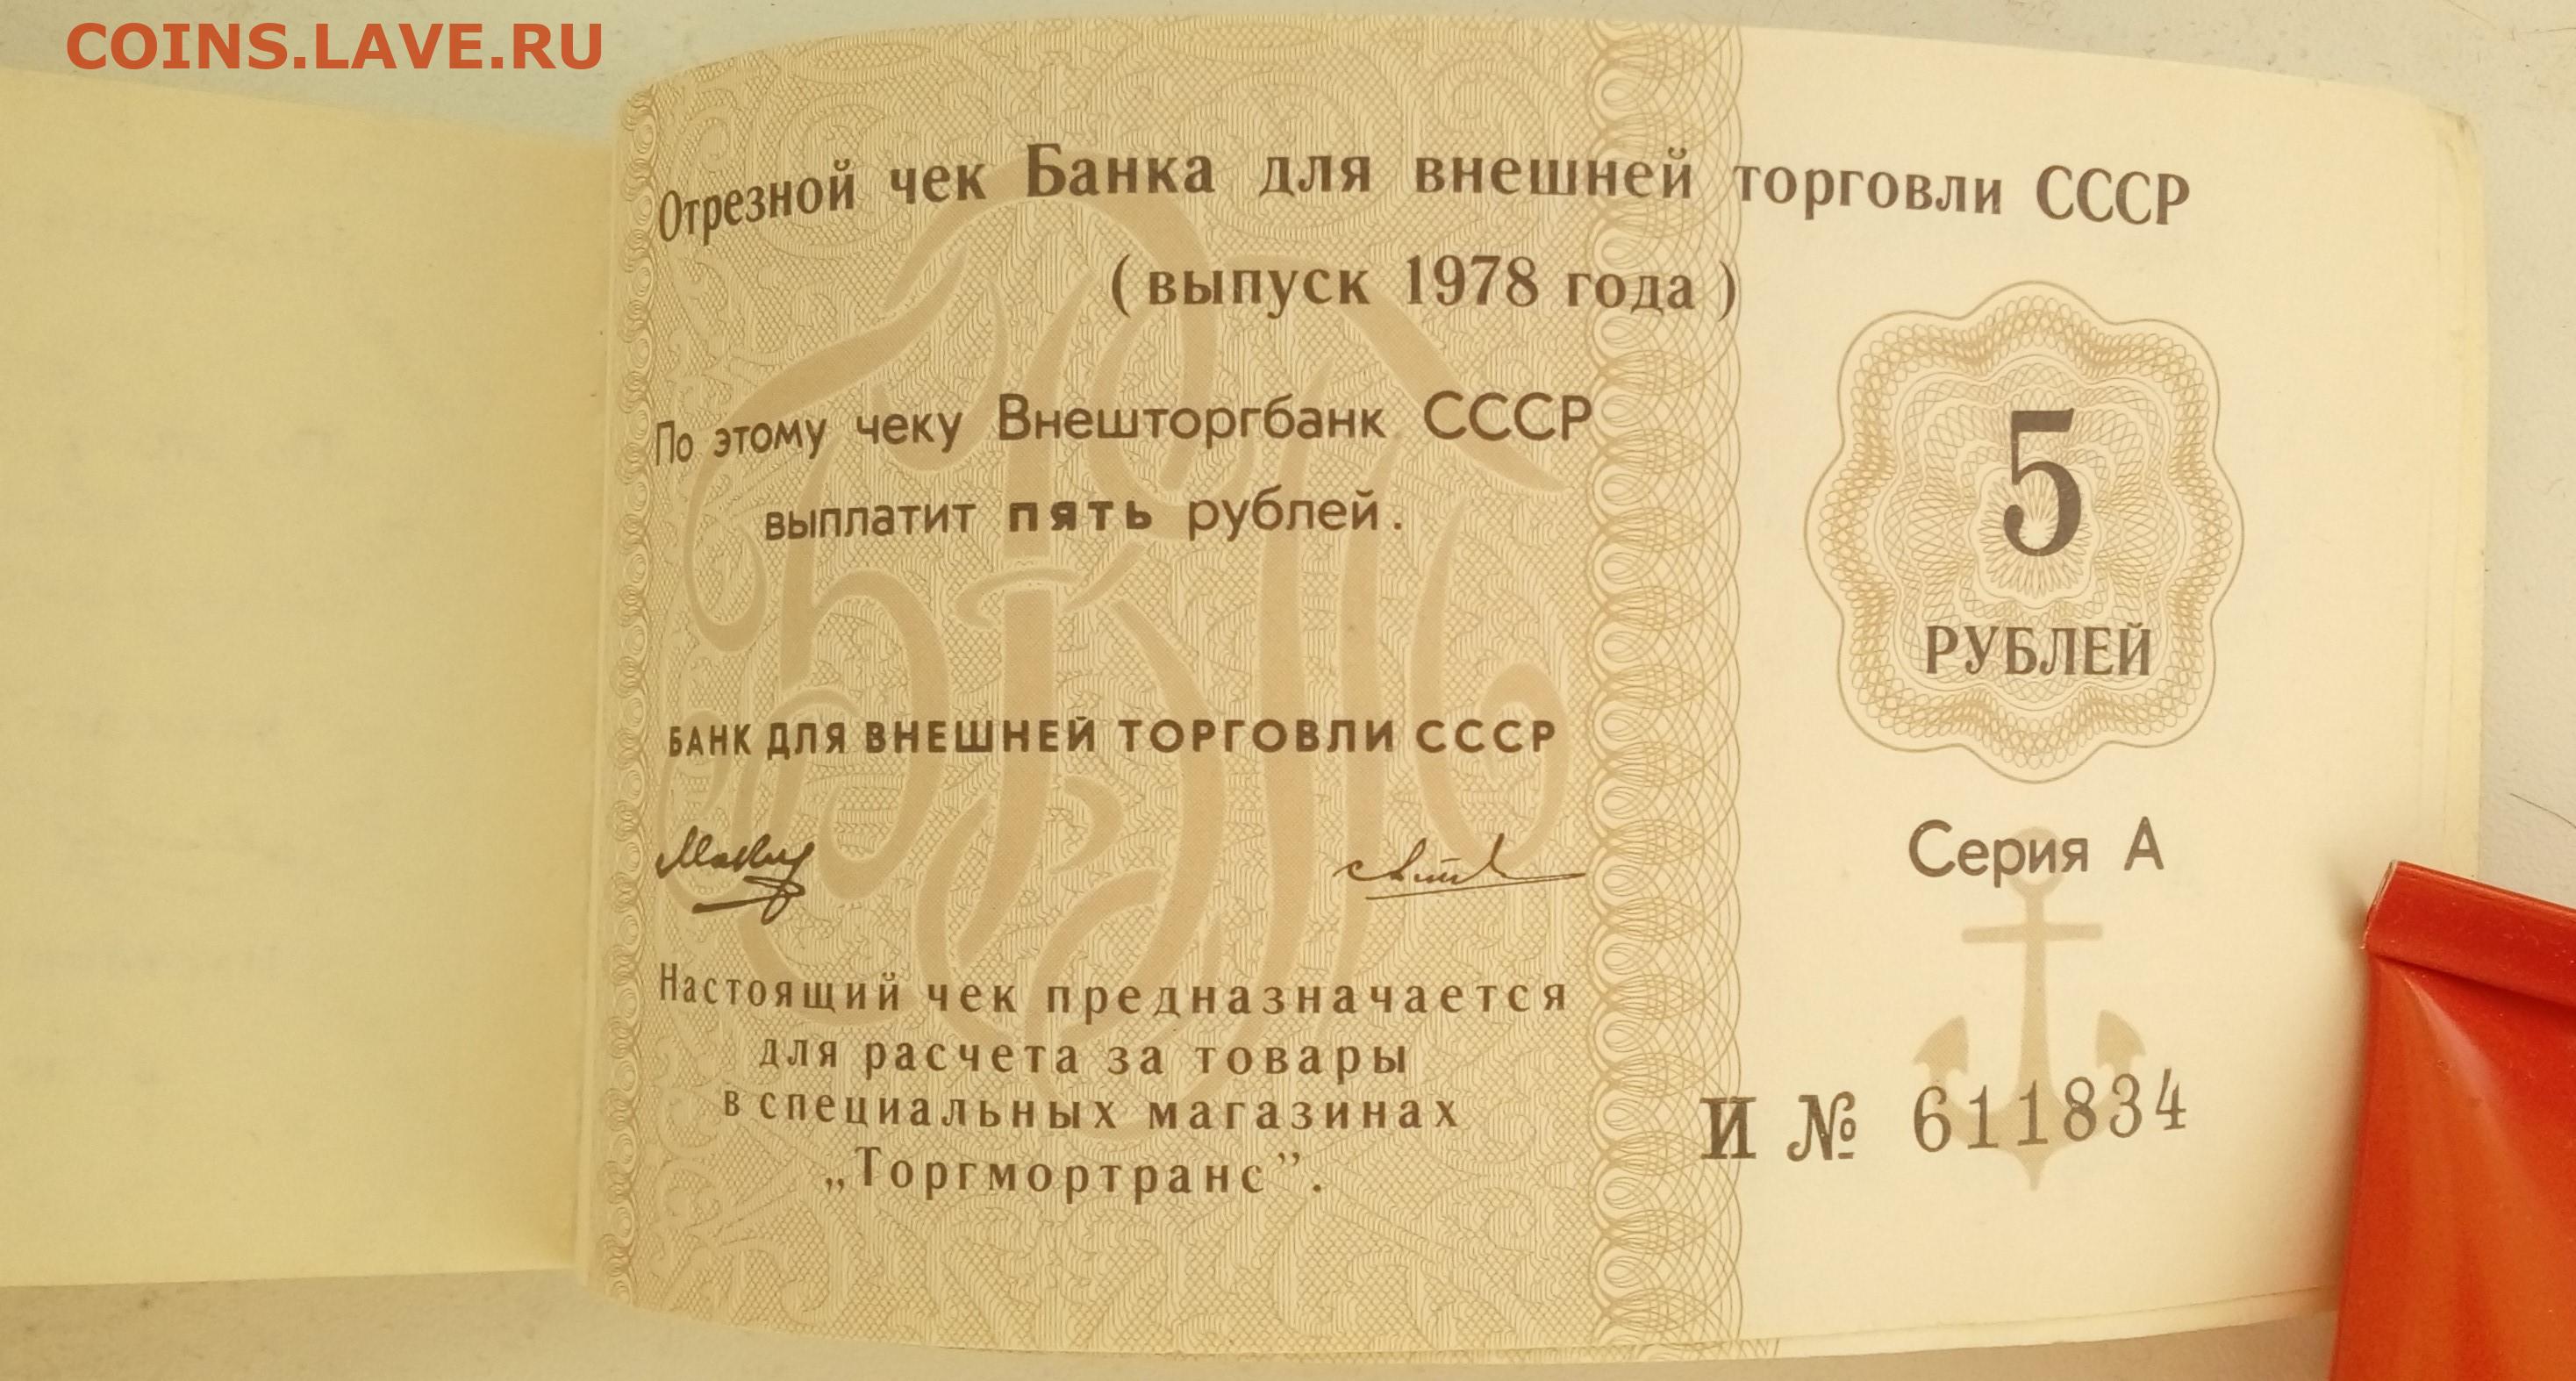 COINS.LAVE.RU
Отрезной чек Банка для внешней торговли СССР
( выпуск 1978 года )
По этому чеку Внешторгбанк СССР
выплатит пять рублей.
5
РУБЛЕЙ
БАНК ДЛЯ ВНЕШНЕЙ ТОРГОВЛИ СССР
Серия А
Настоящий чек предназначается
для расчета за товары
в специальных магазинах
„Торгмортранс”.
И № 611834